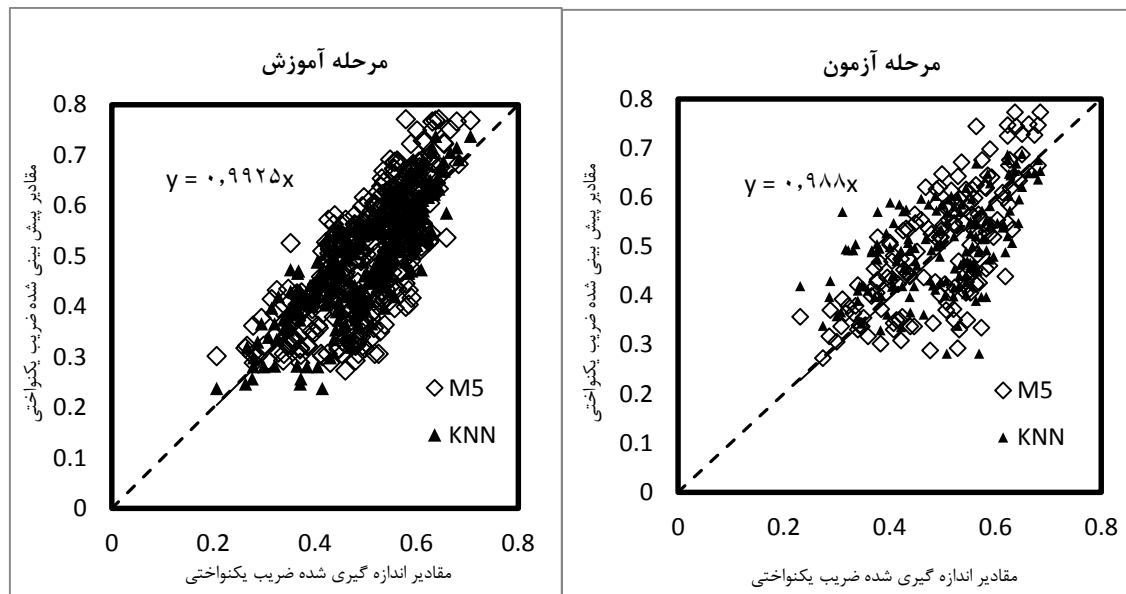 مرحله آموزش
مقادیر پیش بینی شده ضریب یکنواختی
0.8
0.7
0.6
0.5
0.4
0.3
0.2
0.1
0
y = ۰,۹۹۲۵x
M5
KNN
0 0.2 0.4 0.6 0.8
مقادیر اندازه گیری شده ضریب یکنواختی
مرحله آزمون
مقادیر پیش بینی شده ضریب یکنواختی
0.8
0.7
0.6
0.5
0.4
0.3
0.2
0.1
0
y = ۰,۹۸۸x
M5
KNN
0 0.2 0.4 0.6 0.8
مقادیر اندازه گیری شده ضریب یکنواختی